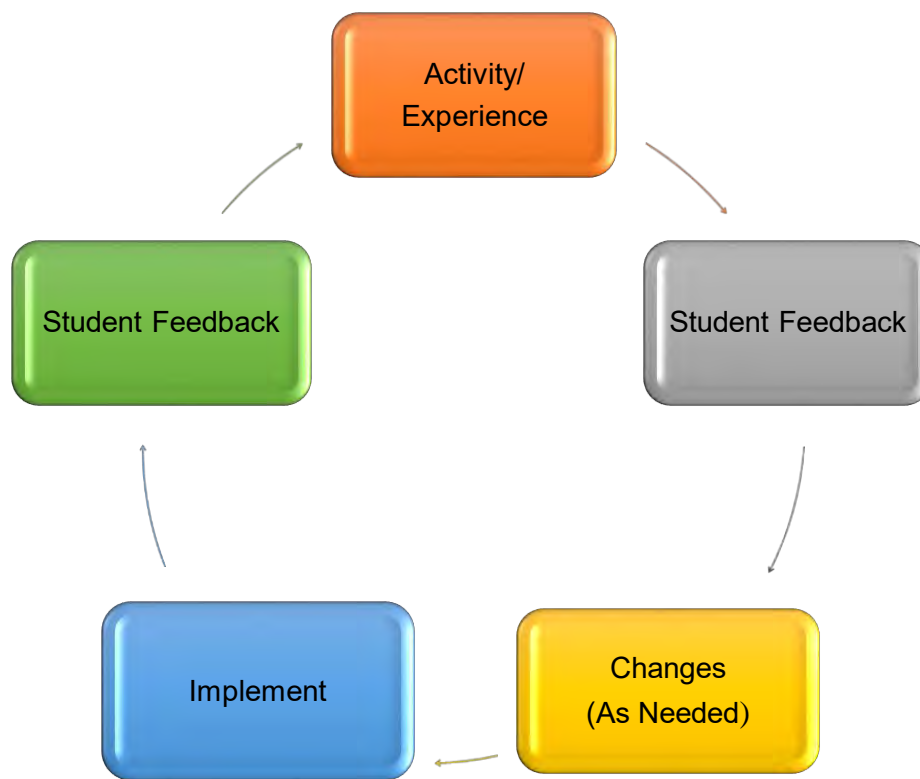 Activity/
Experience
Student Feedback
Changes
(As Needed)
Implement
Student Feedback